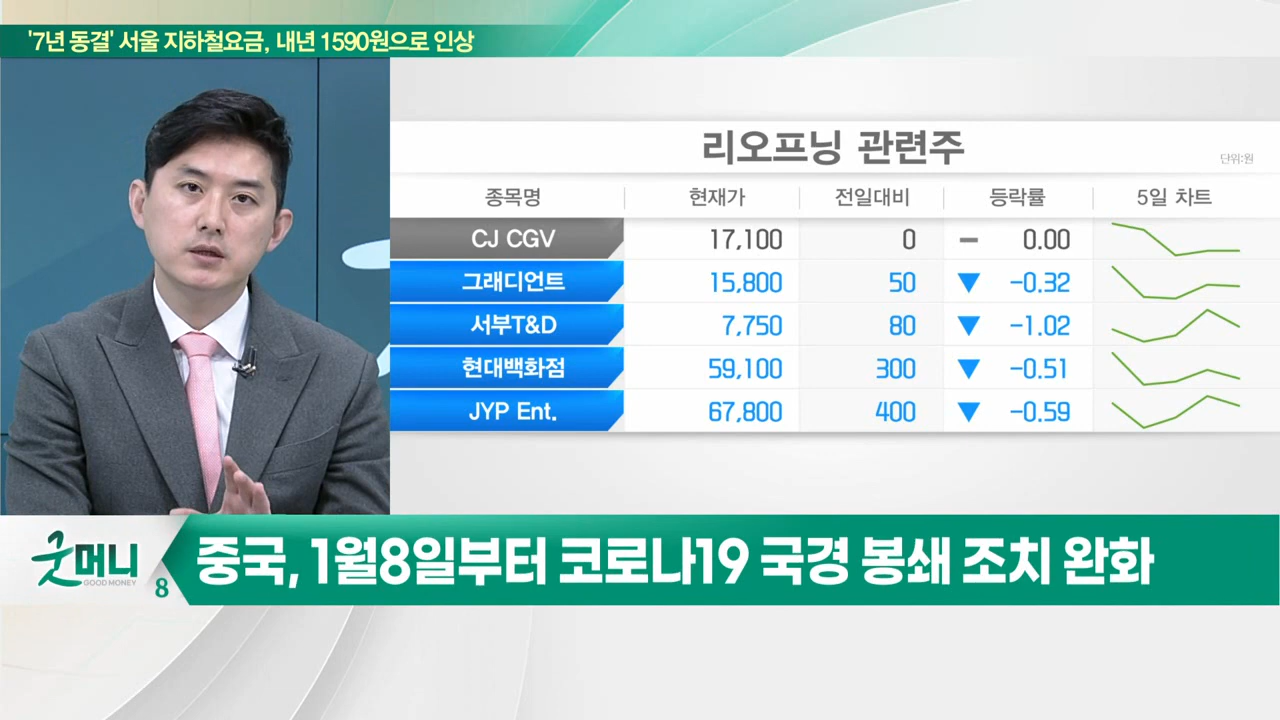 '7년 동결' 서울 지하철요금, 내년 1590원으로 인상
리오프닝 관련주
단위:원
종목명 현재가 전일대비 등락률 5일 차트
CJ CGV 17,100 0 − 0.00
그래디언트 15,800 50 ▼ -0.32
서부T&D 7,750 80 ▼ -1.02
현대백화점 59,100 300 ▼ -0.51
JYP Ent. 67,800 400 ▼ -0.59
굿머니
GOOD MONEY
8
중국, 1월8일부터 코로나19 국경 봉쇄 조치 완화